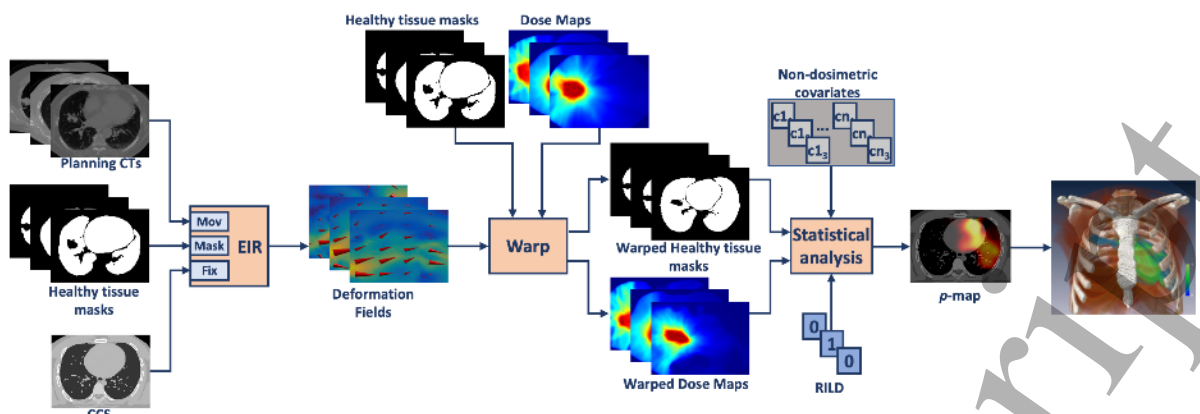 Healthy tissue masks
Dose Maps
Non-dosimetric
covariates
c1
c1
c1₃
...
cn
cn
cn₃
Planning CTs
Mov
Mask
Fix
EIR
Warp
Statistical
analysis
Healthy tissue
masks
Deformation
Fields
Warped Healthy tissue
masks
p-map
0
1
0
Warped Dose Maps
RILD
CCS